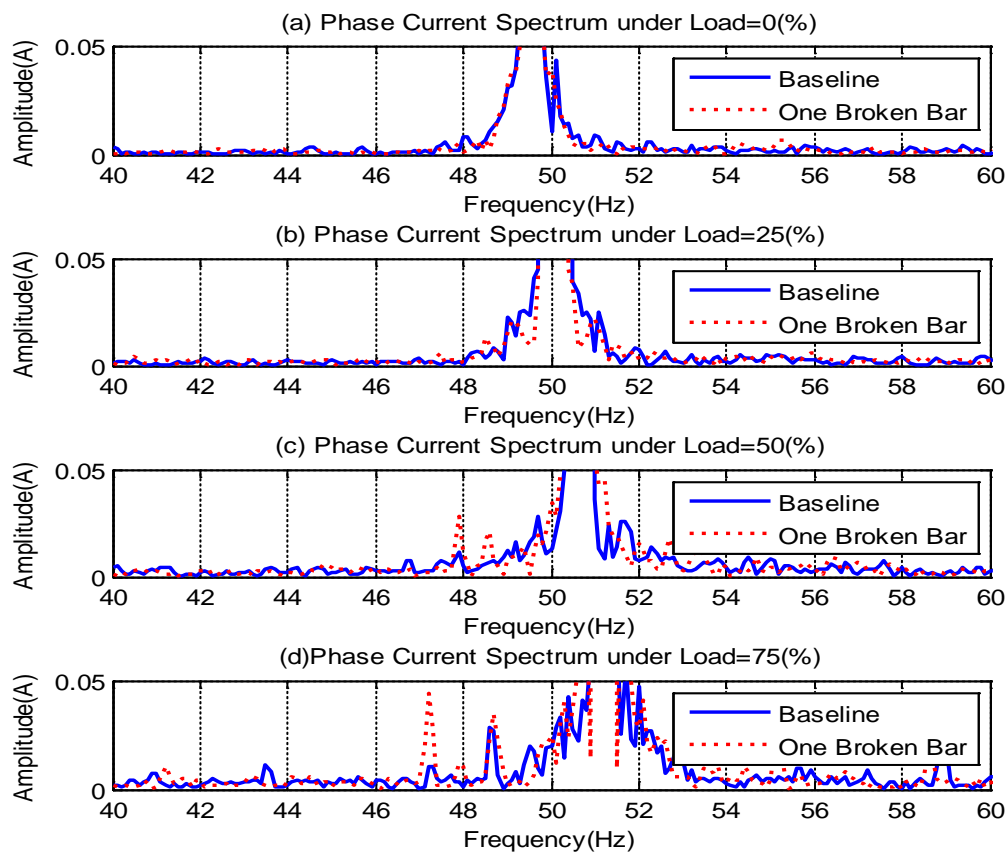 (a) Phase Current Spectrum under Load=0(%)
0.05
0
Amplitude(A)
Baseline
One Broken Bar
40 42 44 46 48 50 52 54 56 58 60
Frequency(Hz)
(b) Phase Current Spectrum under Load=25(%)
0.05
0
Amplitude(A)
Baseline
One Broken Bar
40 42 44 46 48 50 52 54 56 58 60
Frequency(Hz)
(c) Phase Current Spectrum under Load=50(%)
0.05
0
Amplitude(A)
Baseline
One Broken Bar
40 42 44 46 48 50 52 54 56 58 60
Frequency(Hz)
(d)Phase Current Spectrum under Load=75(%)
0.05
0
Amplitude(A)
Baseline
One Broken Bar
40 42 44 46 48 50 52 54 56 58 60
Frequency(Hz)